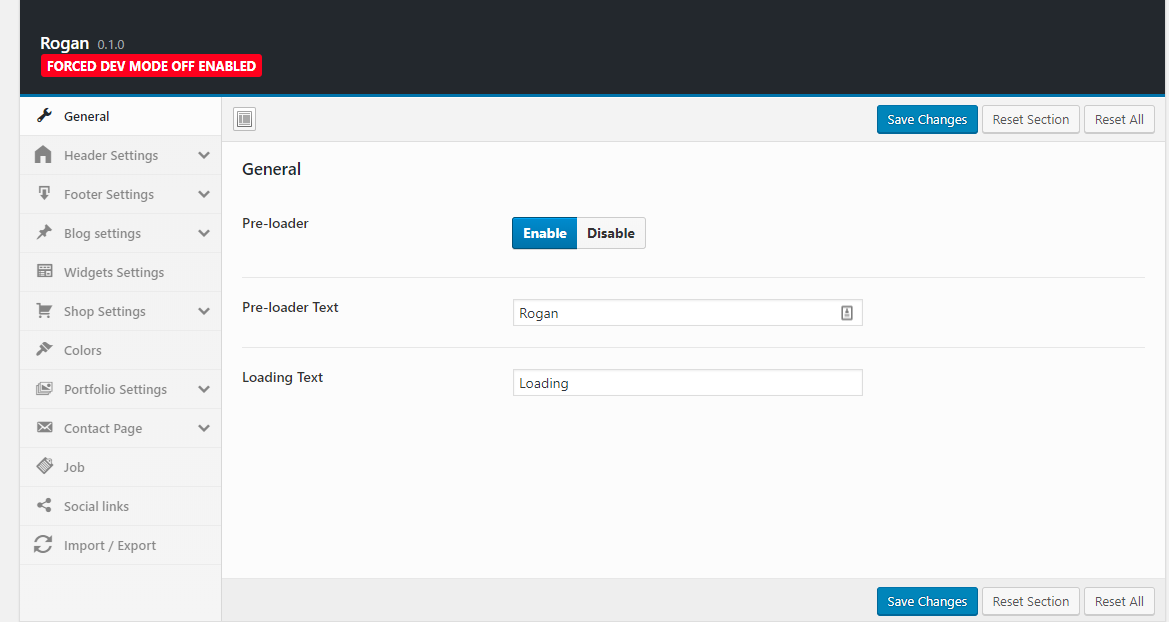 Rogan 0.1.0
FORCED DEV MODE OFF ENABLED
General
Header Settings
Footer Settings
Blog settings
Widgets Settings
Shop Settings
Colors
Portfolio Settings
Contact Page
Job
Social links
Import / Export
Save Changes Reset Section Reset All
General
Pre-loader Enable Disable
Pre-loader Text Rogan
Loading Text Loading
Save Changes Reset Section Reset All